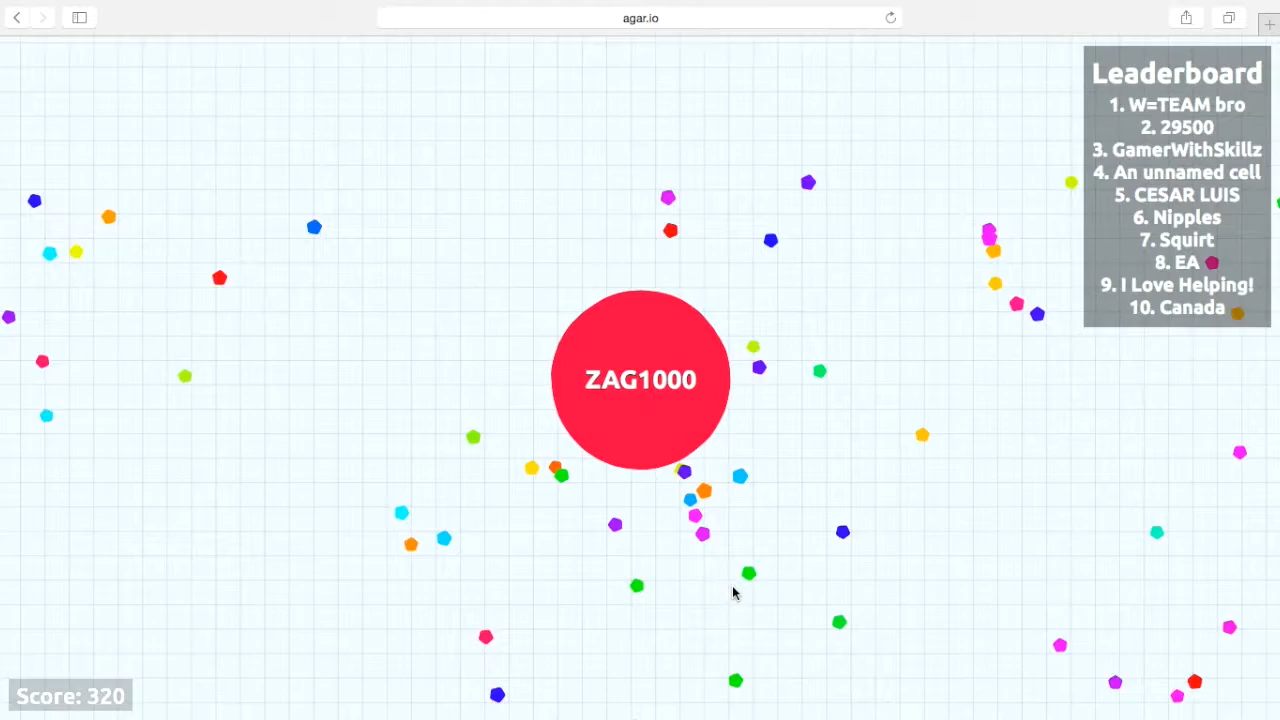 agar.io
Leaderboard
1. W=TEAM bro
2. 29500
3. GamerWithSkillz
4. An unnamed cell
5. CESAR LUIS
6. Nipples
7. Squirt
8. EA
9. I Love Helping!
10. Canada
ZAG1000
Score: 320